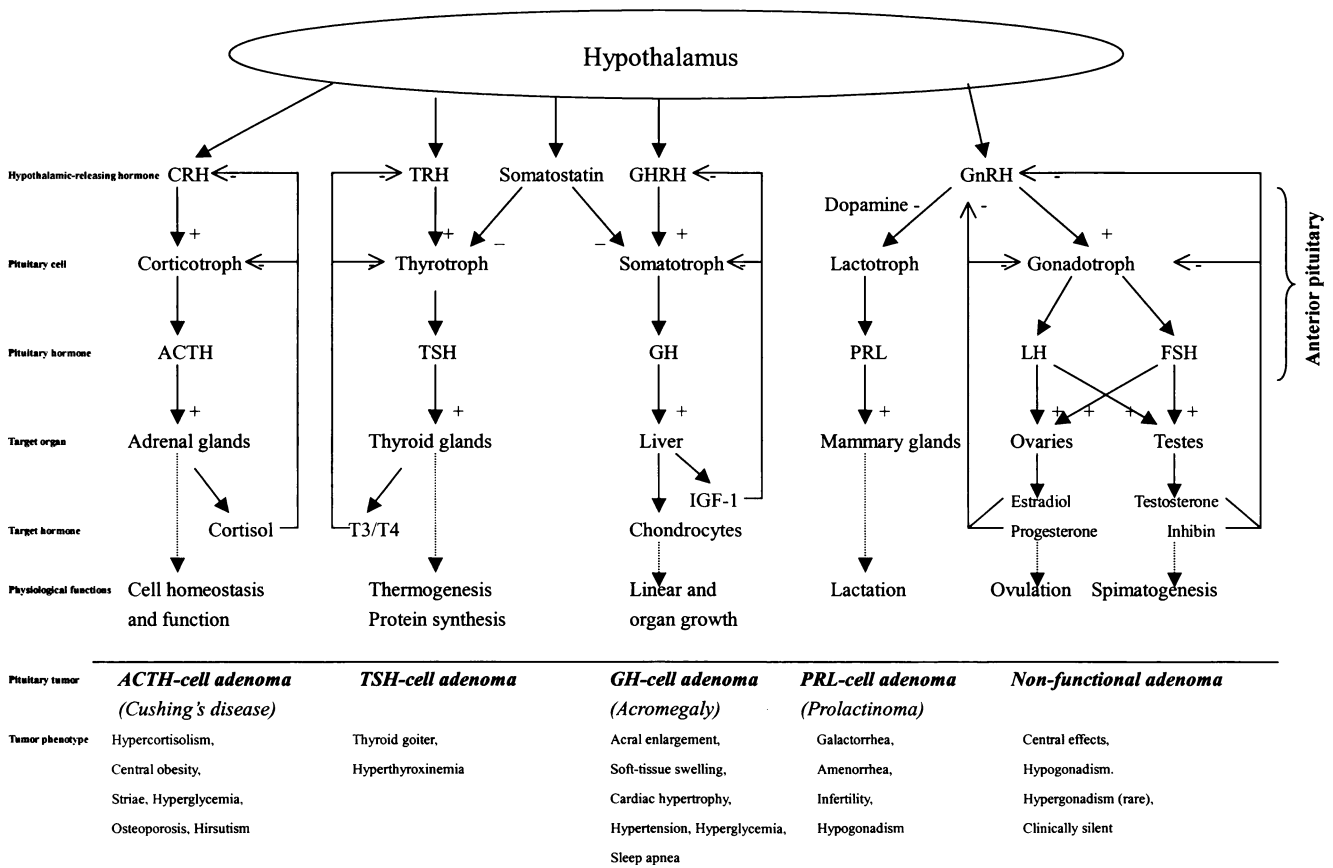 Hypothalamus
Hypothalamic-releasing hormone CRH - - TRH Somatostatin GHRH - GnRH -
Dopamine - -
+ + - - + +
Pituitary cell Corticotroph - - Thyrotroph Somatotroph - Lactotroph - Gonadotroph -
Anterior pituitary
Pituitary hormone ACTH TSH GH PRL LH FSH
+ + + + + + + +
Target organ Adrenal glands Thyroid glands Liver Mammary glands Ovaries Testes
IGF-1 Estradiol Testosterone
Target hormone Cortisol T3/T4 Chondrocytes Progesterone Inhibin
Physiological functions Cell homeostasis Thermogenesis Linear and Lactation Ovulation Spimatogenesis
and function Protein synthesis organ growth
Pituitary tumor ACTH-cell adenoma TSH-cell adenoma GH-cell adenoma PRL-cell adenoma Non-functional adenoma
(Cushing's disease) (Acromegaly) (Prolactinoma)
Tumor phenotype Hypercortisolism, Thyroid goiter, Acral enlargement, Galactorrhea, Central effects,
Central obesity, Hyperthyroxinemia Soft-tissue swelling, Amenorrhea, Hypogonadism.
Striae, Hyperglycemia, Cardiac hypertrophy, Infertility, Hypergonadism (rare),
Osteoporosis, Hirsutism Hypertension, Hyperglycemia, Hypogonadism Clinically silent
Sleep apnea